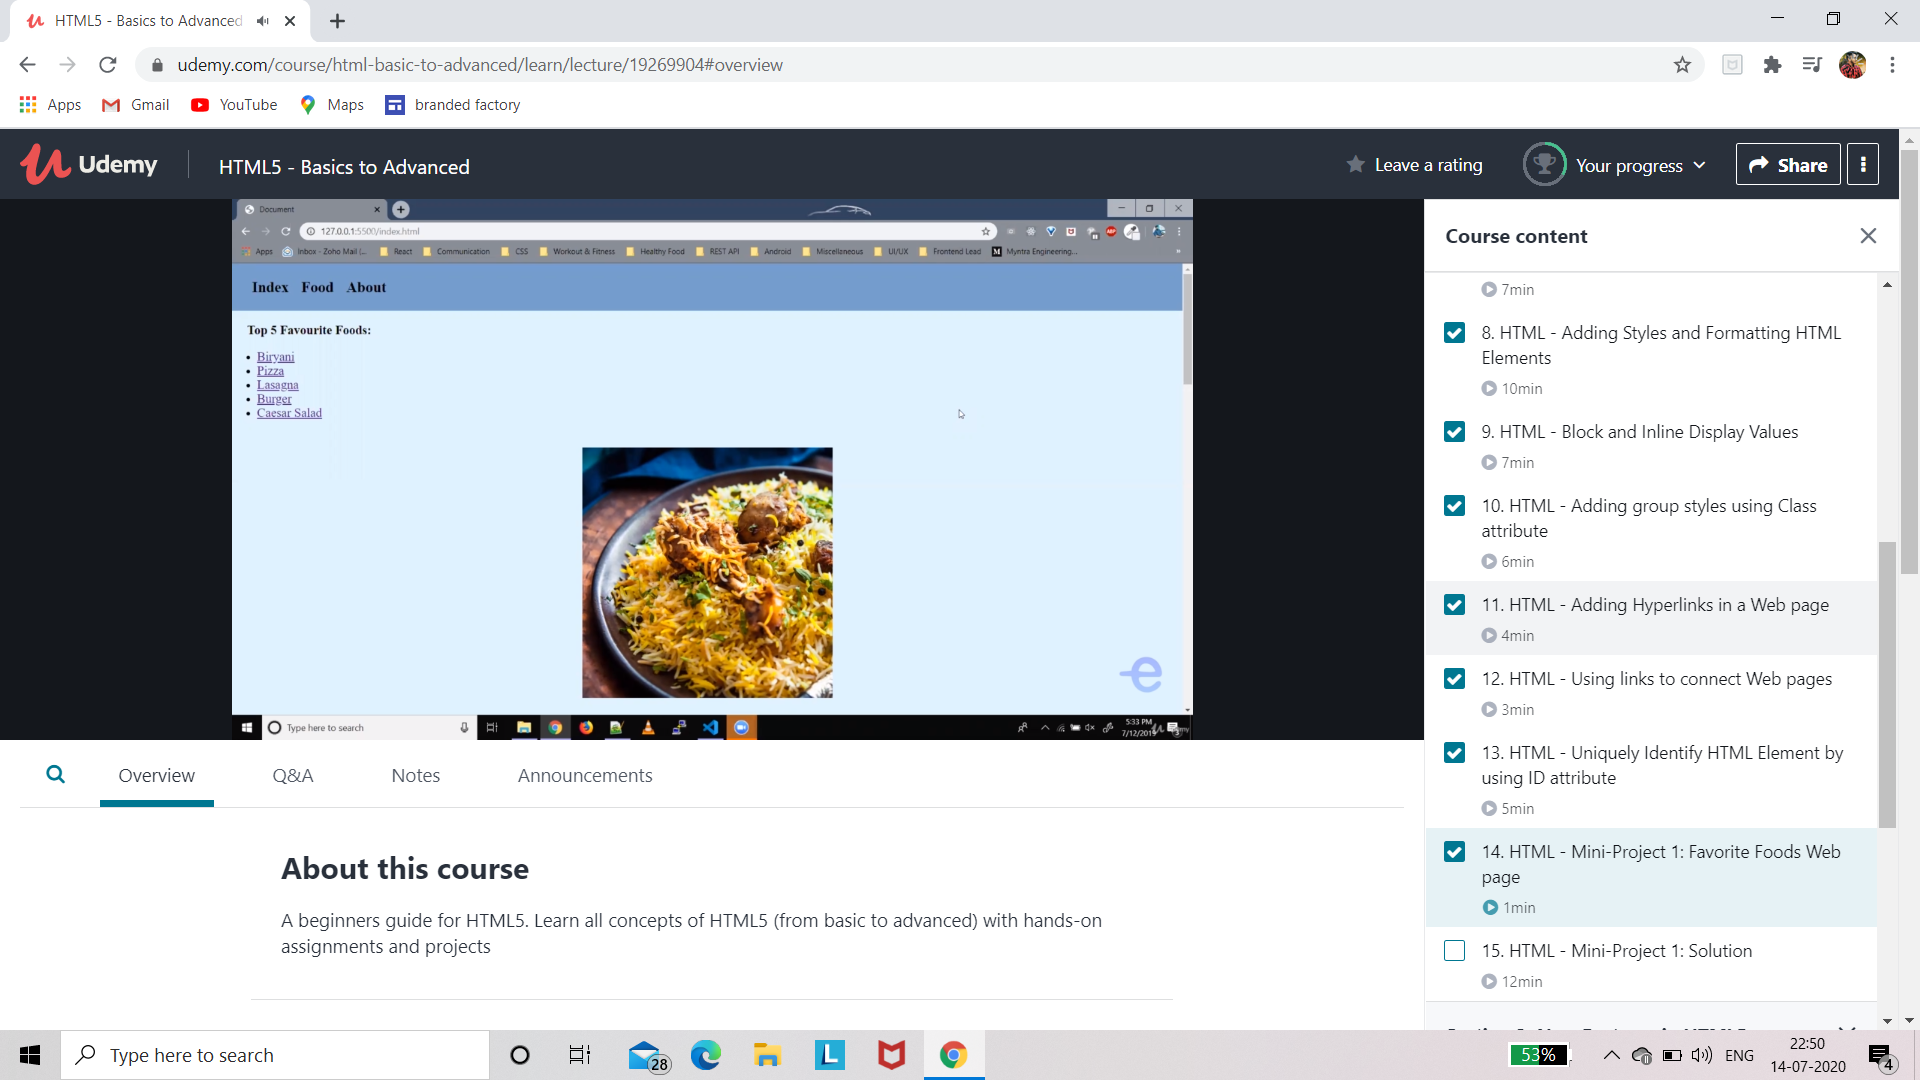 HTML5 - Basics to Advanced
udemy.com/course/html-basic-to-advanced/learn/lecture/19269904#overview
Apps Gmail YouTube Maps branded factory
Udemy HTML5 - Basics to Advanced Leave a rating Your progress Share
Document
127.0.0.1:5500/index.html
Apps Inbox - Zoho Mail (... React Communication CSS Workout & Fitness Healthy Food REST API Android Miscellaneous UI/UX Frontend Lead M Myntra Engineering...
Index Food About
Top 5 Favourite Foods:
Biryani
Pizza
Lasagna
Burger
Caesar Salad
Type here to search
5:33 PM
Course content
7min
8. HTML - Adding Styles and Formatting HTML
Elements
10min
9. HTML - Block and Inline Display Values
7min
10. HTML - Adding group styles using Class
attribute
6min
11. HTML - Adding Hyperlinks in a Web page
4min
12. HTML - Using links to connect Web pages
3min
13. HTML - Uniquely Identify HTML Element by
using ID attribute
5min
14. HTML - Mini-Project 1: Favorite Foods Web
page
1min
15. HTML - Mini-Project 1: Solution
12min
Overview Q&A Notes Announcements
About this course
A beginners guide for HTML5. Learn all concepts of HTML5 (from basic to advanced) with hands-on
assignments and projects
Type here to search
28
L
53%
ENG
22:50
14-07-2020
4